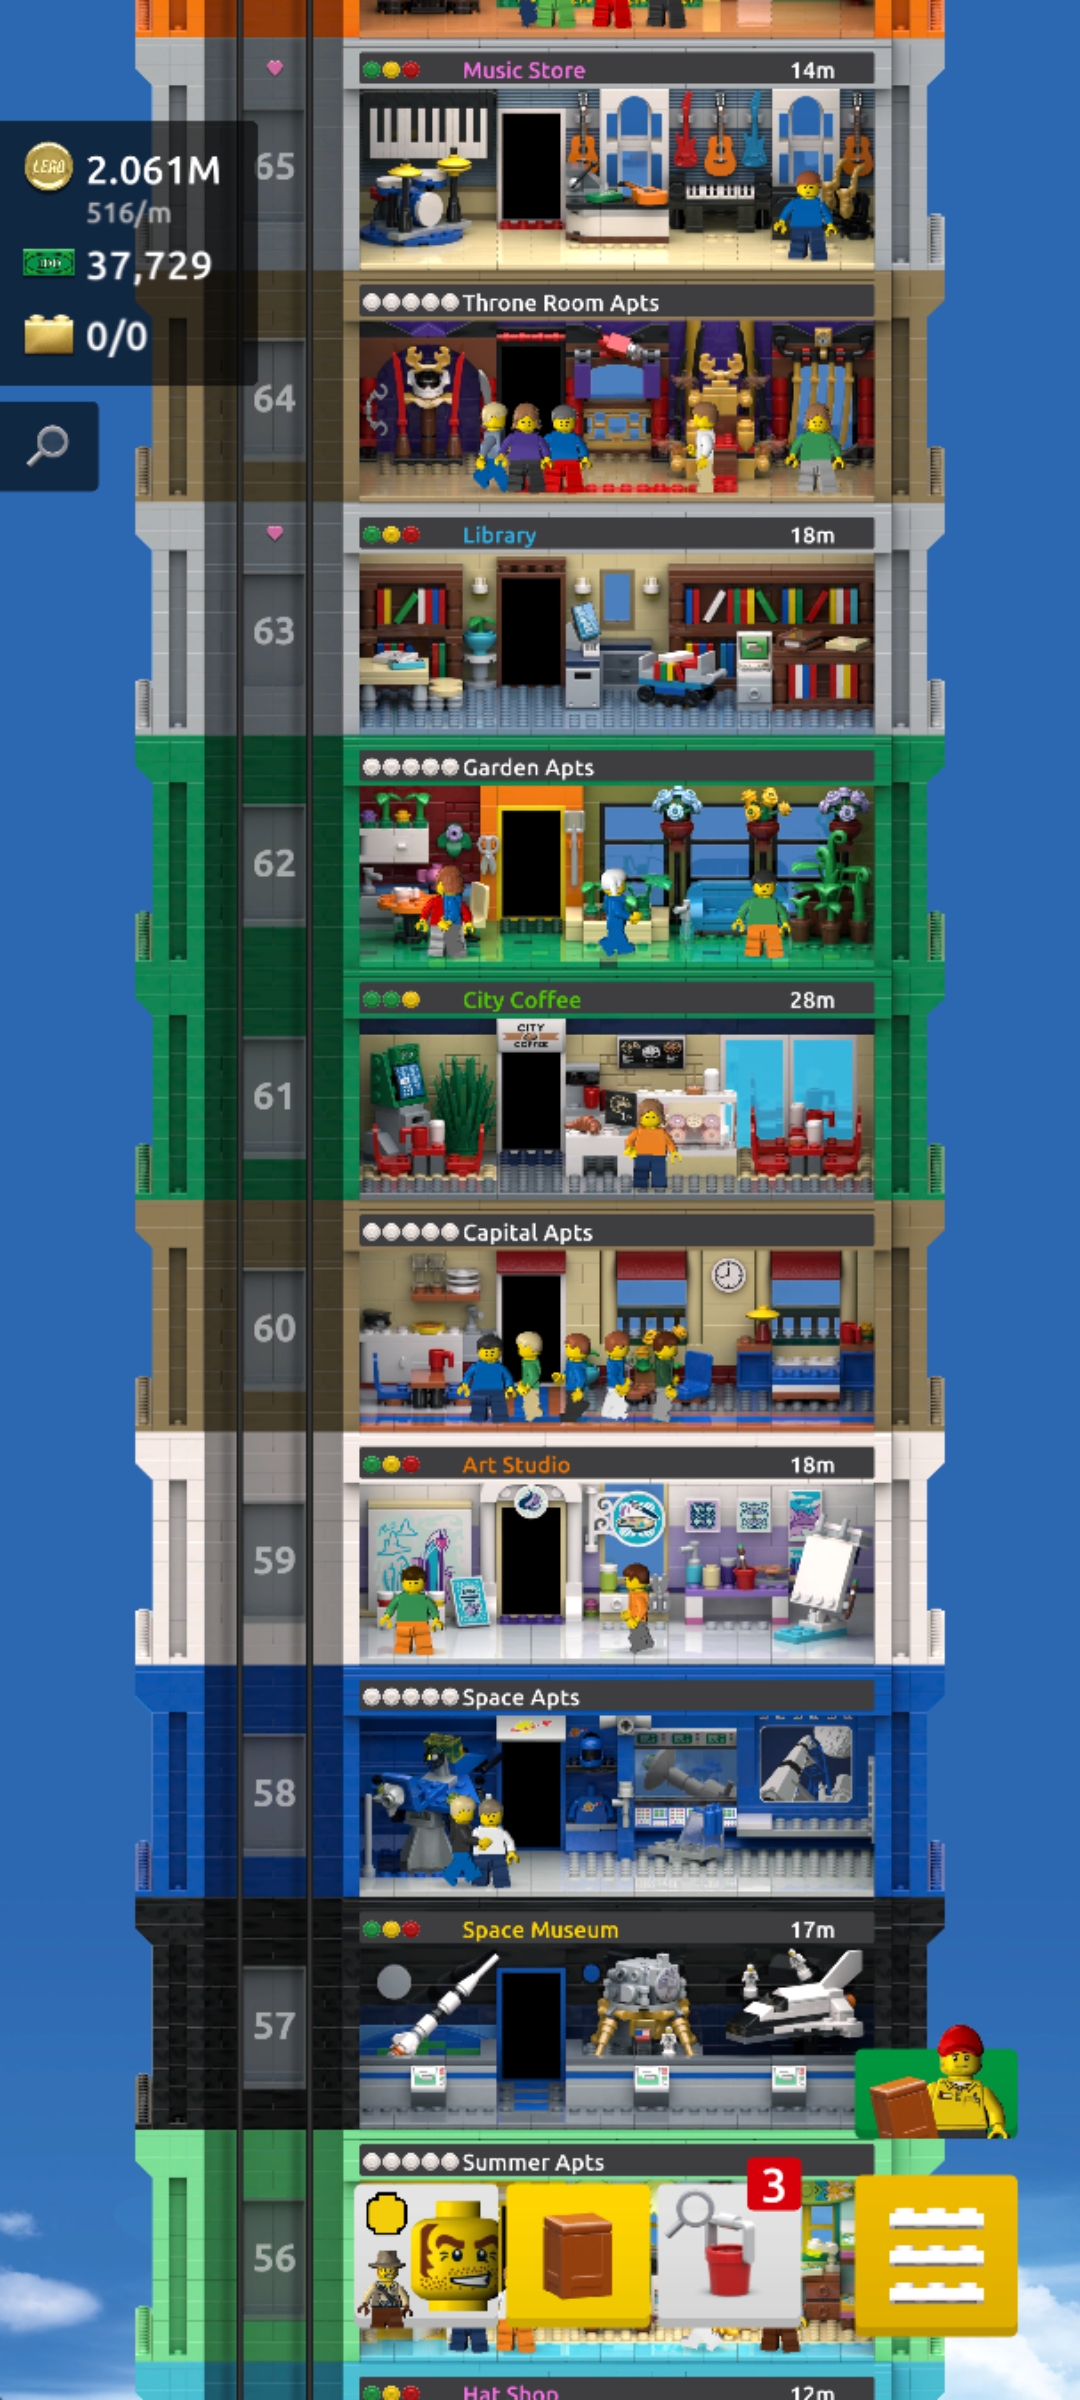 Music Store 14m
65
LEGO
2.061M
516/m
37,729
0/0
Throne Room Apts
64
Library 18m
63
Garden Apts
62
City Coffee 28m
CITY
COFFEE
61
Capital Apts
60
Art Studio 18m
59
Space Apts
58
Space Museum 17m
57
Summer Apts
3
56
Hat Shop 12m